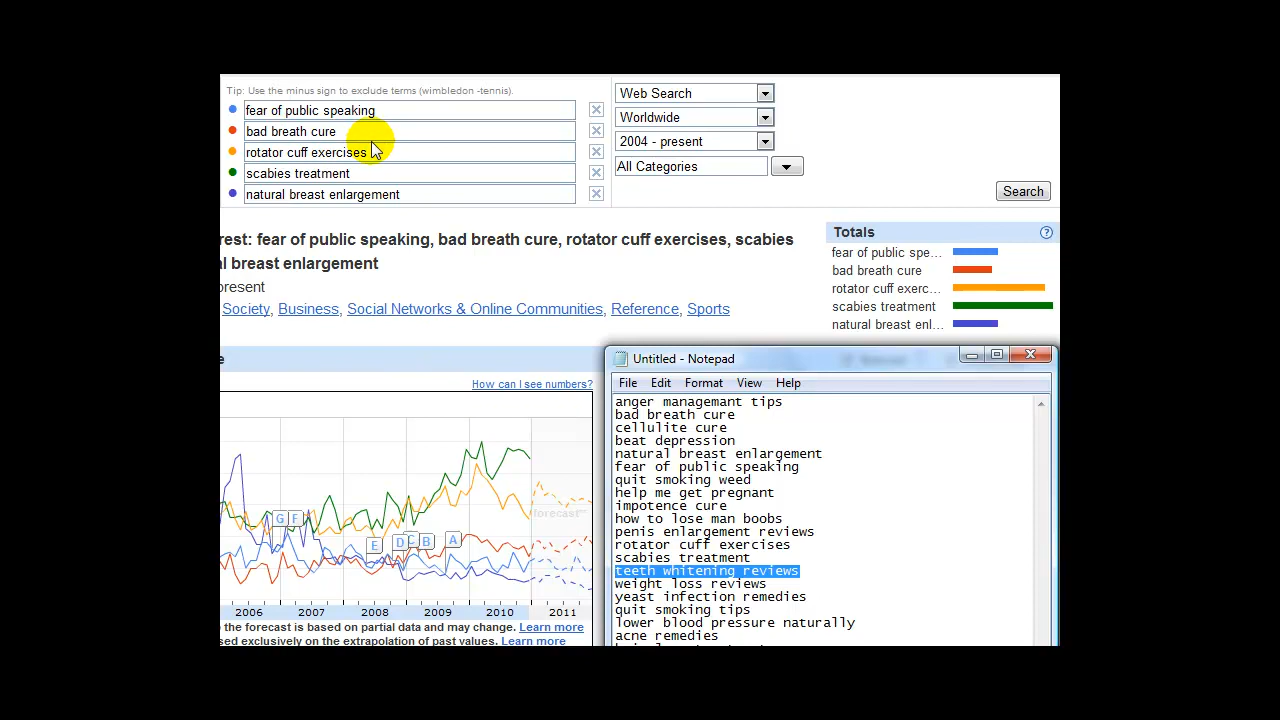 Tip: Use the minus sign to exclude terms (wimbledon -tennis).
fear of public speaking
bad breath cure
rotator cuff exercises
scabies treatment
natural breast enlargement
Web Search
Worldwide
2004 - present
All Categories
Search
rest: fear of public speaking, bad breath cure, rotator cuff exercises, scabies
al breast enlargement
present
Society, Business, Social Networks & Online Communities, Reference, Sports
Totals
fear of public spe...
bad breath cure
rotator cuff exerc...
scabies treatment
natural breast enl...
e
How can I see numbers?
forecast
G F
E D C B A
2006 2007 2008 2009 2010 2011
the forecast is based on partial data and may change. Learn more
sed exclusively on the extrapolation of past values. Learn more
Untitled - Notepad
File Edit Format View Help
anger managemant tips
bad breath cure
cellulite cure
beat depression
natural breast enlargement
fear of public speaking
quit smoking weed
help me get pregnant
impotence cure
how to lose man boobs
penis enlargement reviews
rotator cuff exercises
scabies treatment
teeth whitening reviews
weight loss reviews
yeast infection remedies
quit smoking tips
lower blood pressure naturally
acne remedies